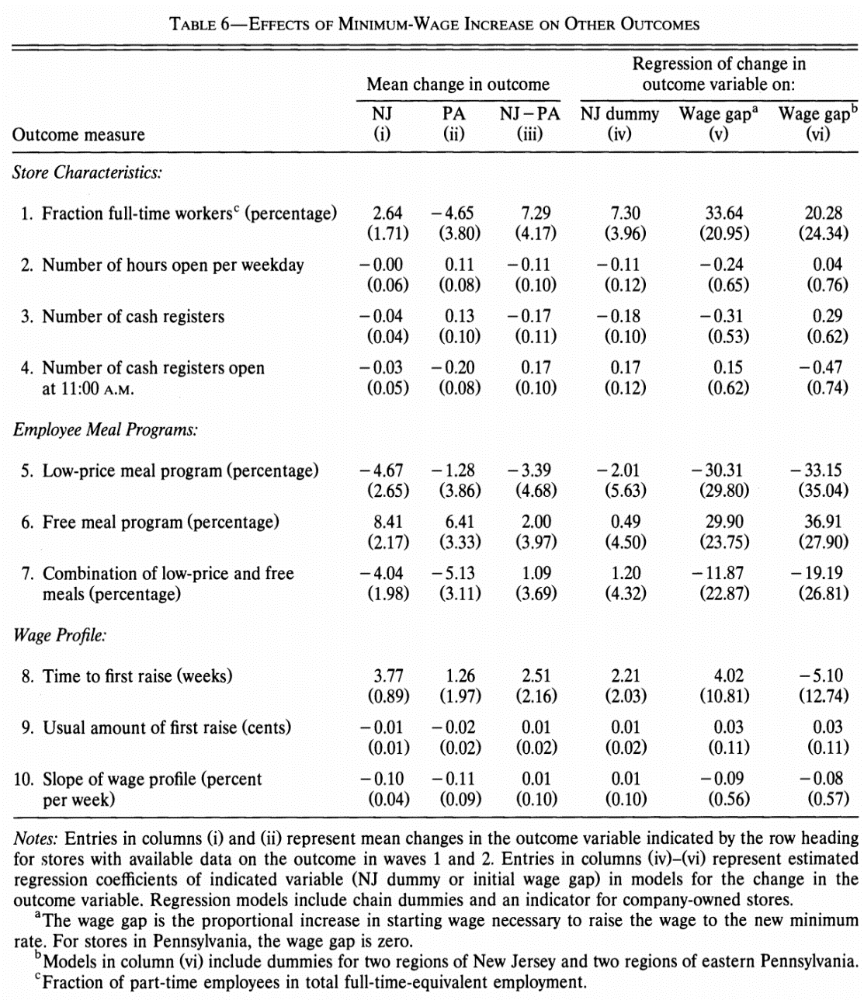 TABLE 6—EFFECTS OF MINIMUM-WAGE INCREASE ON OTHER OUTCOMES
Mean change in outcome Regression of change in outcome variable on:
Outcome measure NJ (i) PA (ii) NJ−PA (iii) NJ dummy (iv) Wage gapᵃ (v) Wage gapᵇ (vi)
Store Characteristics:
1. Fraction full-time workersᶜ (percentage) 2.64 −4.65 7.29 7.30 33.64 20.28
(1.71) (3.80) (4.17) (3.96) (20.95) (24.34)
2. Number of hours open per weekday −0.00 0.11 −0.11 −0.11 −0.24 0.04
(0.06) (0.08) (0.10) (0.12) (0.65) (0.76)
3. Number of cash registers −0.04 0.13 −0.17 −0.18 −0.31 0.29
(0.04) (0.10) (0.11) (0.10) (0.53) (0.62)
4. Number of cash registers open −0.03 −0.20 0.17 0.17 0.15 −0.47
at 11:00 A.M. (0.05) (0.08) (0.10) (0.12) (0.62) (0.74)
Employee Meal Programs:
5. Low-price meal program (percentage) −4.67 −1.28 −3.39 −2.01 −30.31 −33.15
(2.65) (3.86) (4.68) (5.63) (29.80) (35.04)
6. Free meal program (percentage) 8.41 6.41 2.00 0.49 29.90 36.91
(2.17) (3.33) (3.97) (4.50) (23.75) (27.90)
7. Combination of low-price and free −4.04 −5.13 1.09 1.20 −11.87 −19.19
meals (percentage) (1.98) (3.11) (3.69) (4.32) (22.87) (26.81)
Wage Profile:
8. Time to first raise (weeks) 3.77 1.26 2.51 2.21 4.02 −5.10
(0.89) (1.97) (2.16) (2.03) (10.81) (12.74)
9. Usual amount of first raise (cents) −0.01 −0.02 0.01 0.01 0.03 0.03
(0.01) (0.02) (0.02) (0.02) (0.11) (0.11)
10. Slope of wage profile (percent −0.10 −0.11 0.01 0.01 −0.09 −0.08
per week) (0.04) (0.09) (0.10) (0.10) (0.56) (0.57)
Notes: Entries in columns (i) and (ii) represent mean changes in the outcome variable indicated by the row heading
for stores with available data on the outcome in waves 1 and 2. Entries in columns (iv)–(vi) represent estimated
regression coefficients of indicated variable (NJ dummy or initial wage gap) in models for the change in the
outcome variable. Regression models include chain dummies and an indicator for company-owned stores.
ᵃThe wage gap is the proportional increase in starting wage necessary to raise the wage to the new minimum
rate. For stores in Pennsylvania, the wage gap is zero.
ᵇModels in column (vi) include dummies for two regions of New Jersey and two regions of eastern Pennsylvania.
ᶜFraction of part-time employees in total full-time-equivalent employment.